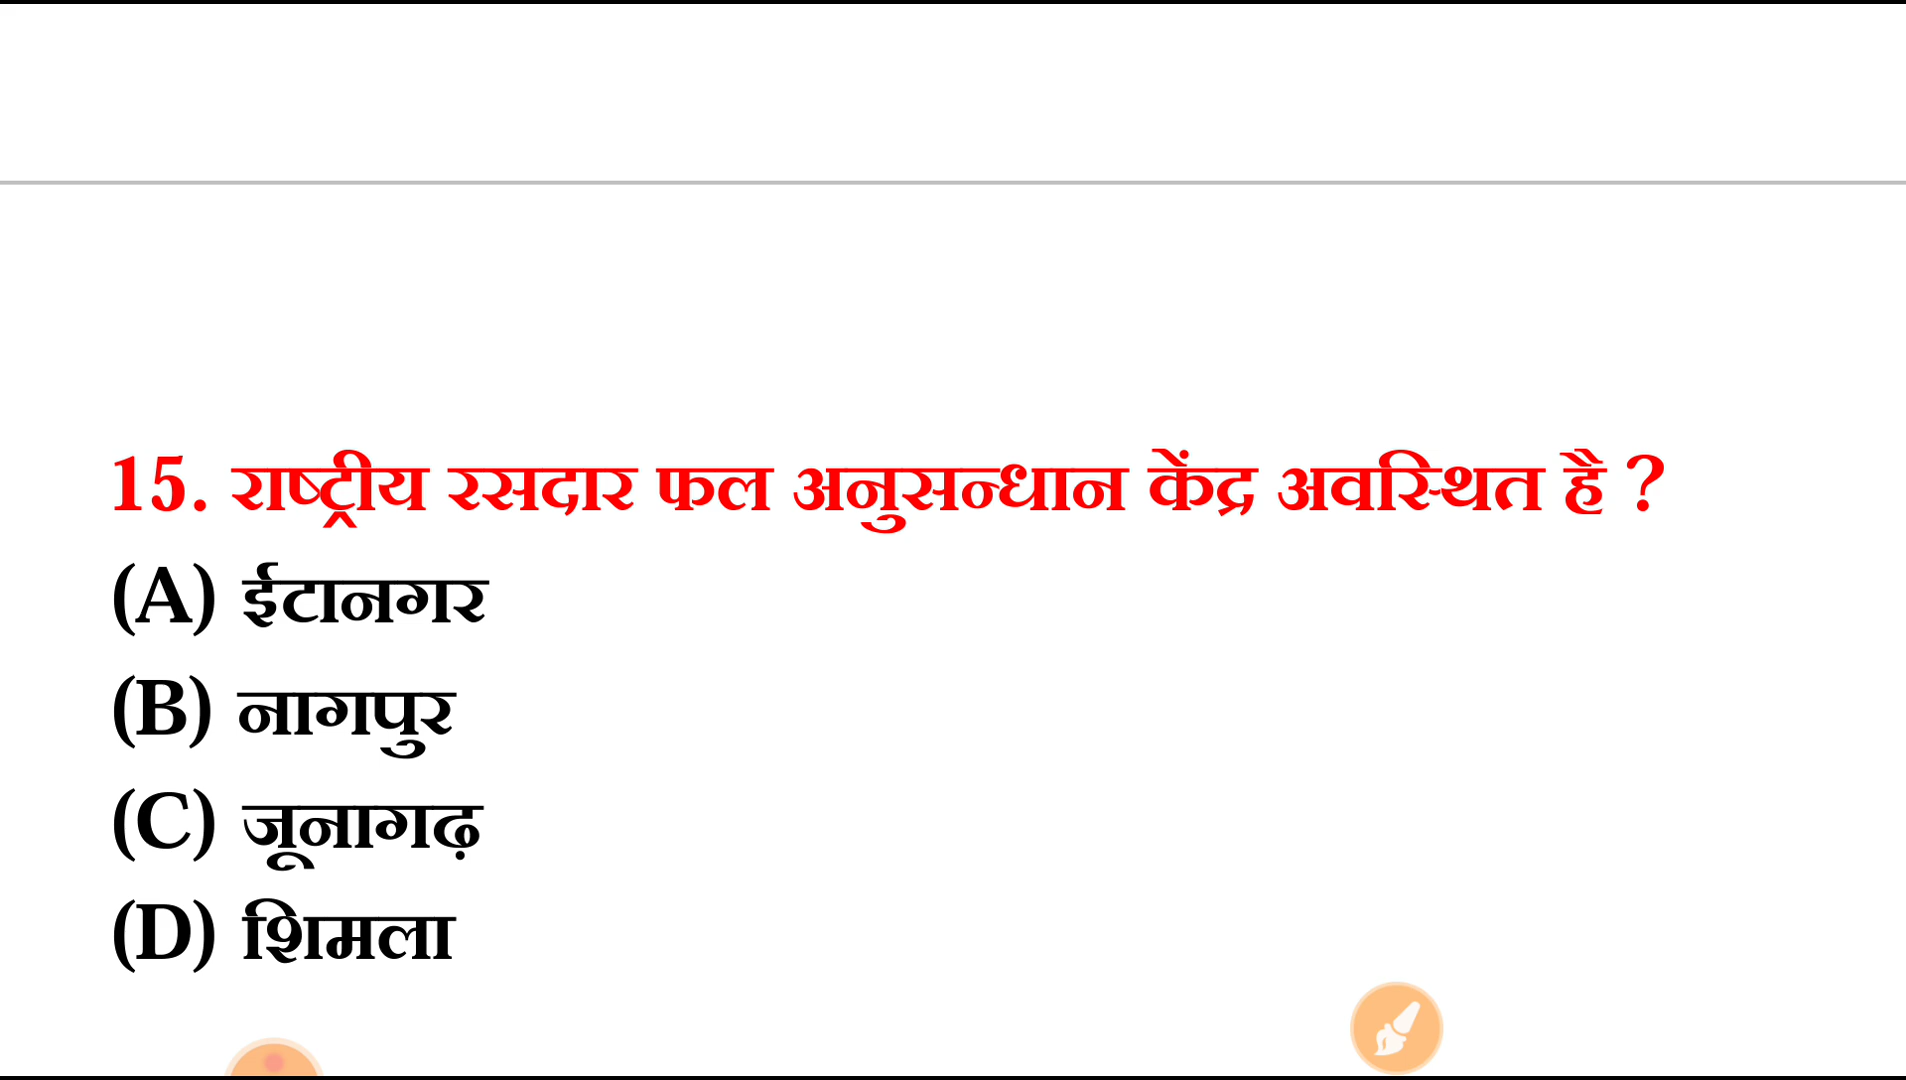 15. राष्ट्रीय रसदार फल अनुसन्धान केंद्र अवस्थित है ?
(A) ईटानगर
(B) नागपुर
(C) जूनागढ़
(D) शिमला